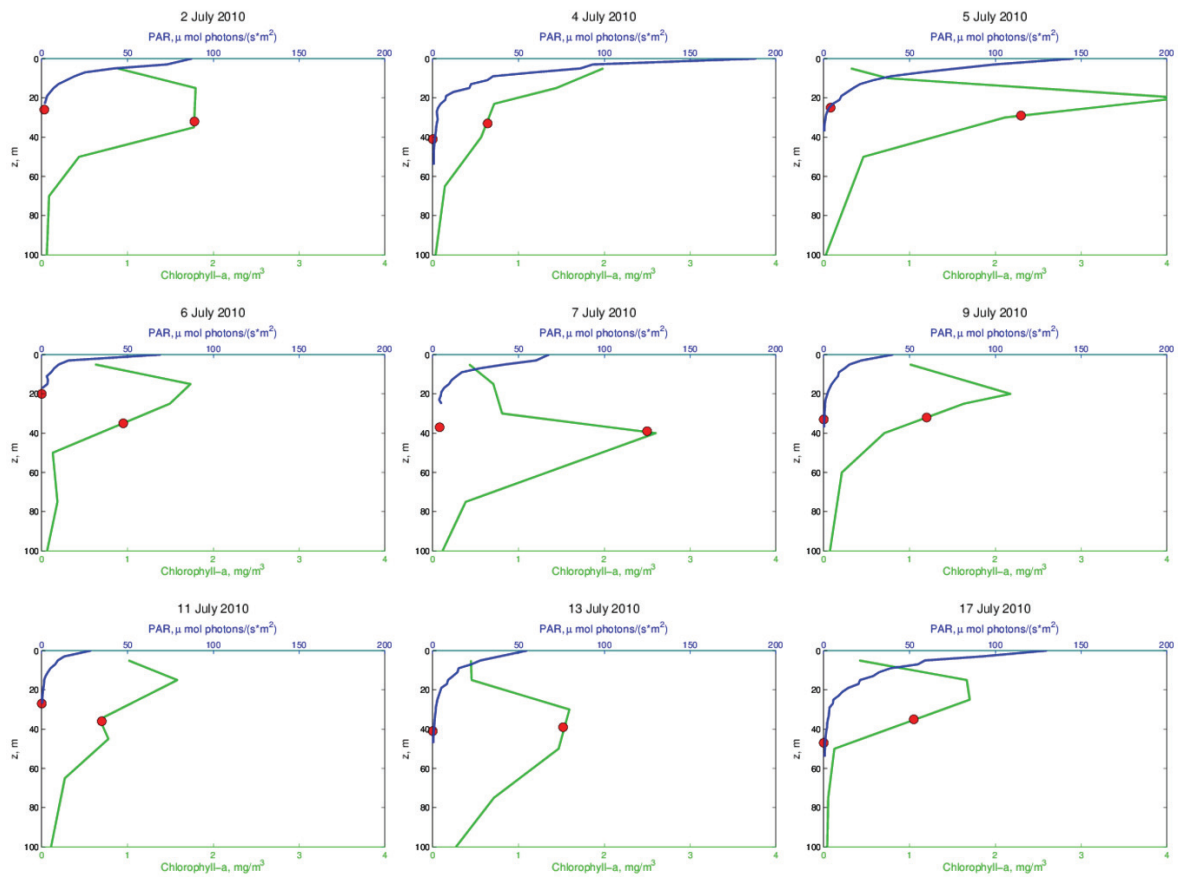 2 July 2010
PAR, μ mol photons/(s*m²)
0 50 100 150 200
0
20
40
60
80
100
z, m
0 1 2 3 4
Chlorophyll–a, mg/m³
4 July 2010
PAR, μ mol photons/(s*m²)
0 50 100 150 200
0
20
40
60
80
100
z, m
0 1 2 3 4
Chlorophyll–a, mg/m³
5 July 2010
PAR, μ mol photons/(s*m²)
0 50 100 150 200
0
20
40
60
80
100
z, m
0 1 2 3 4
Chlorophyll–a, mg/m³
6 July 2010
PAR, μ mol photons/(s*m²)
0 50 100 150 200
0
20
40
60
80
100
z, m
0 1 2 3 4
Chlorophyll–a, mg/m³
7 July 2010
PAR, μ mol photons/(s*m²)
0 50 100 150 200
0
20
40
60
80
100
z, m
0 1 2 3 4
Chlorophyll–a, mg/m³
9 July 2010
PAR, μ mol photons/(s*m²)
0 50 100 150 200
0
20
40
60
80
100
z, m
0 1 2 3 4
Chlorophyll–a, mg/m³
11 July 2010
PAR, μ mol photons/(s*m²)
0 50 100 150 200
0
20
40
60
80
100
z, m
0 1 2 3 4
Chlorophyll–a, mg/m³
13 July 2010
PAR, μ mol photons/(s*m²)
0 50 100 150 200
0
20
40
60
80
100
z, m
0 1 2 3 4
Chlorophyll–a, mg/m³
17 July 2010
PAR, μ mol photons/(s*m²)
0 50 100 150 200
0
20
40
60
80
100
z, m
0 1 2 3 4
Chlorophyll–a, mg/m³